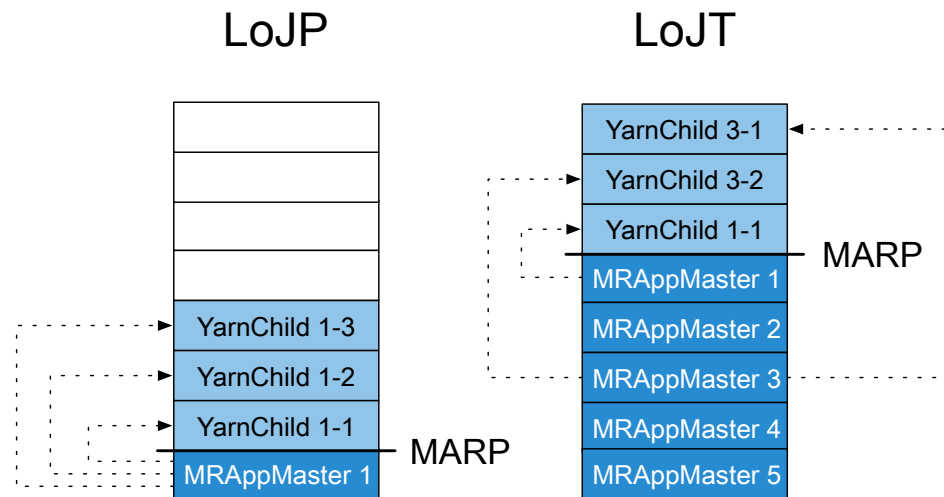 LoJP
YarnChild 1-3
YarnChild 1-2
YarnChild 1-1
MARP
MRAppMaster 1
LoJT
YarnChild 3-1
YarnChild 3-2
YarnChild 1-1
MARP
MRAppMaster 1
MRAppMaster 2
MRAppMaster 3
MRAppMaster 4
MRAppMaster 5